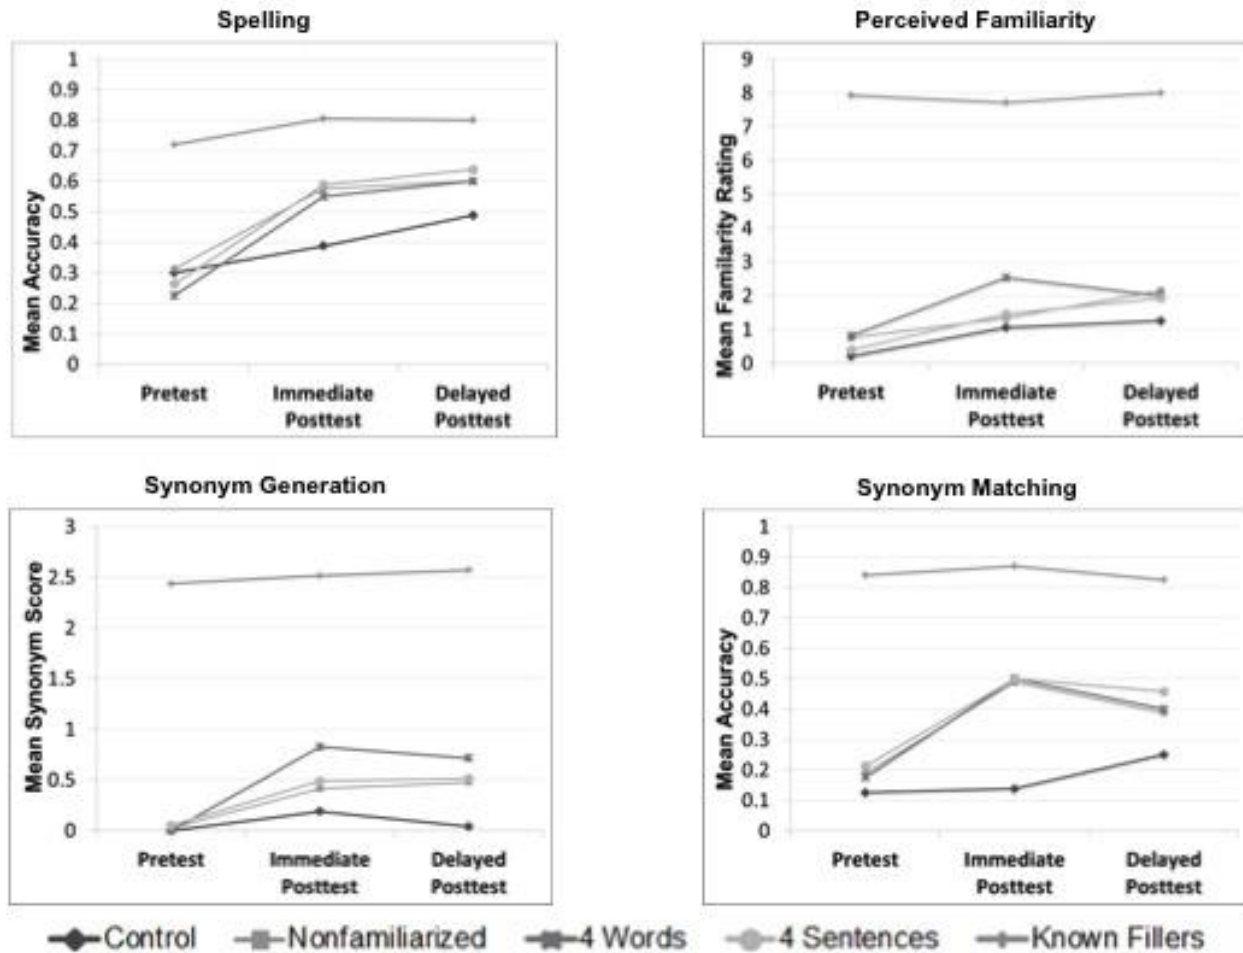 Spelling
Mean Accuracy
1
0.9
0.8
0.7
0.6
0.5
0.4
0.3
0.2
0.1
0
Pretest
Immediate
Posttest
Delayed
Posttest
Perceived Familiarity
Mean Familarity Rating
9
8
7
6
5
4
3
2
1
0
Pretest
Immediate
Posttest
Delayed
Posttest
Synonym Generation
Mean Synonym Score
3
2.5
2
1.5
1
0.5
0
Pretest
Immediate
Posttest
Delayed
Posttest
Synonym Matching
Mean Accuracy
1
0.9
0.8
0.7
0.6
0.5
0.4
0.3
0.2
0.1
0
Pretest
Immediate
Posttest
Delayed
Posttest
Control Nonfamiliarized 4 Words 4 Sentences Known Fillers